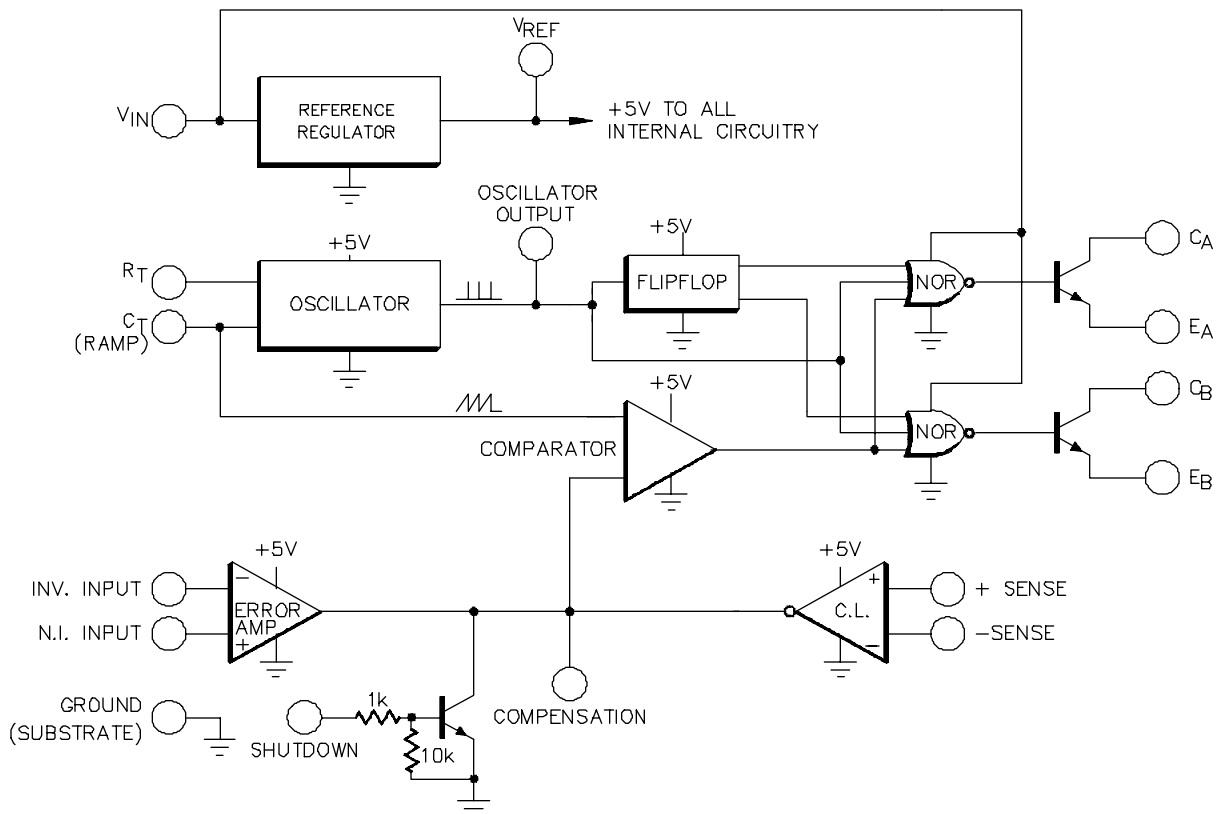 VREF
VIN
REFERENCE
REGULATOR
+5V TO ALL
INTERNAL CIRCUITRY
OSCILLATOR
OUTPUT
+5V
+5V
RT
OSCILLATOR
FLIPFLOP
NOR
CA
CT
(RAMP)
EA
+5V
CB
COMPARATOR
NOR
EB
+5V
+5V
INV. INPUT
−
+
+ SENSE
ERROR
AMP
C.L.
N.I. INPUT
+
−
−SENSE
GROUND
(SUBSTRATE)
1k
SHUTDOWN
10k
COMPENSATION